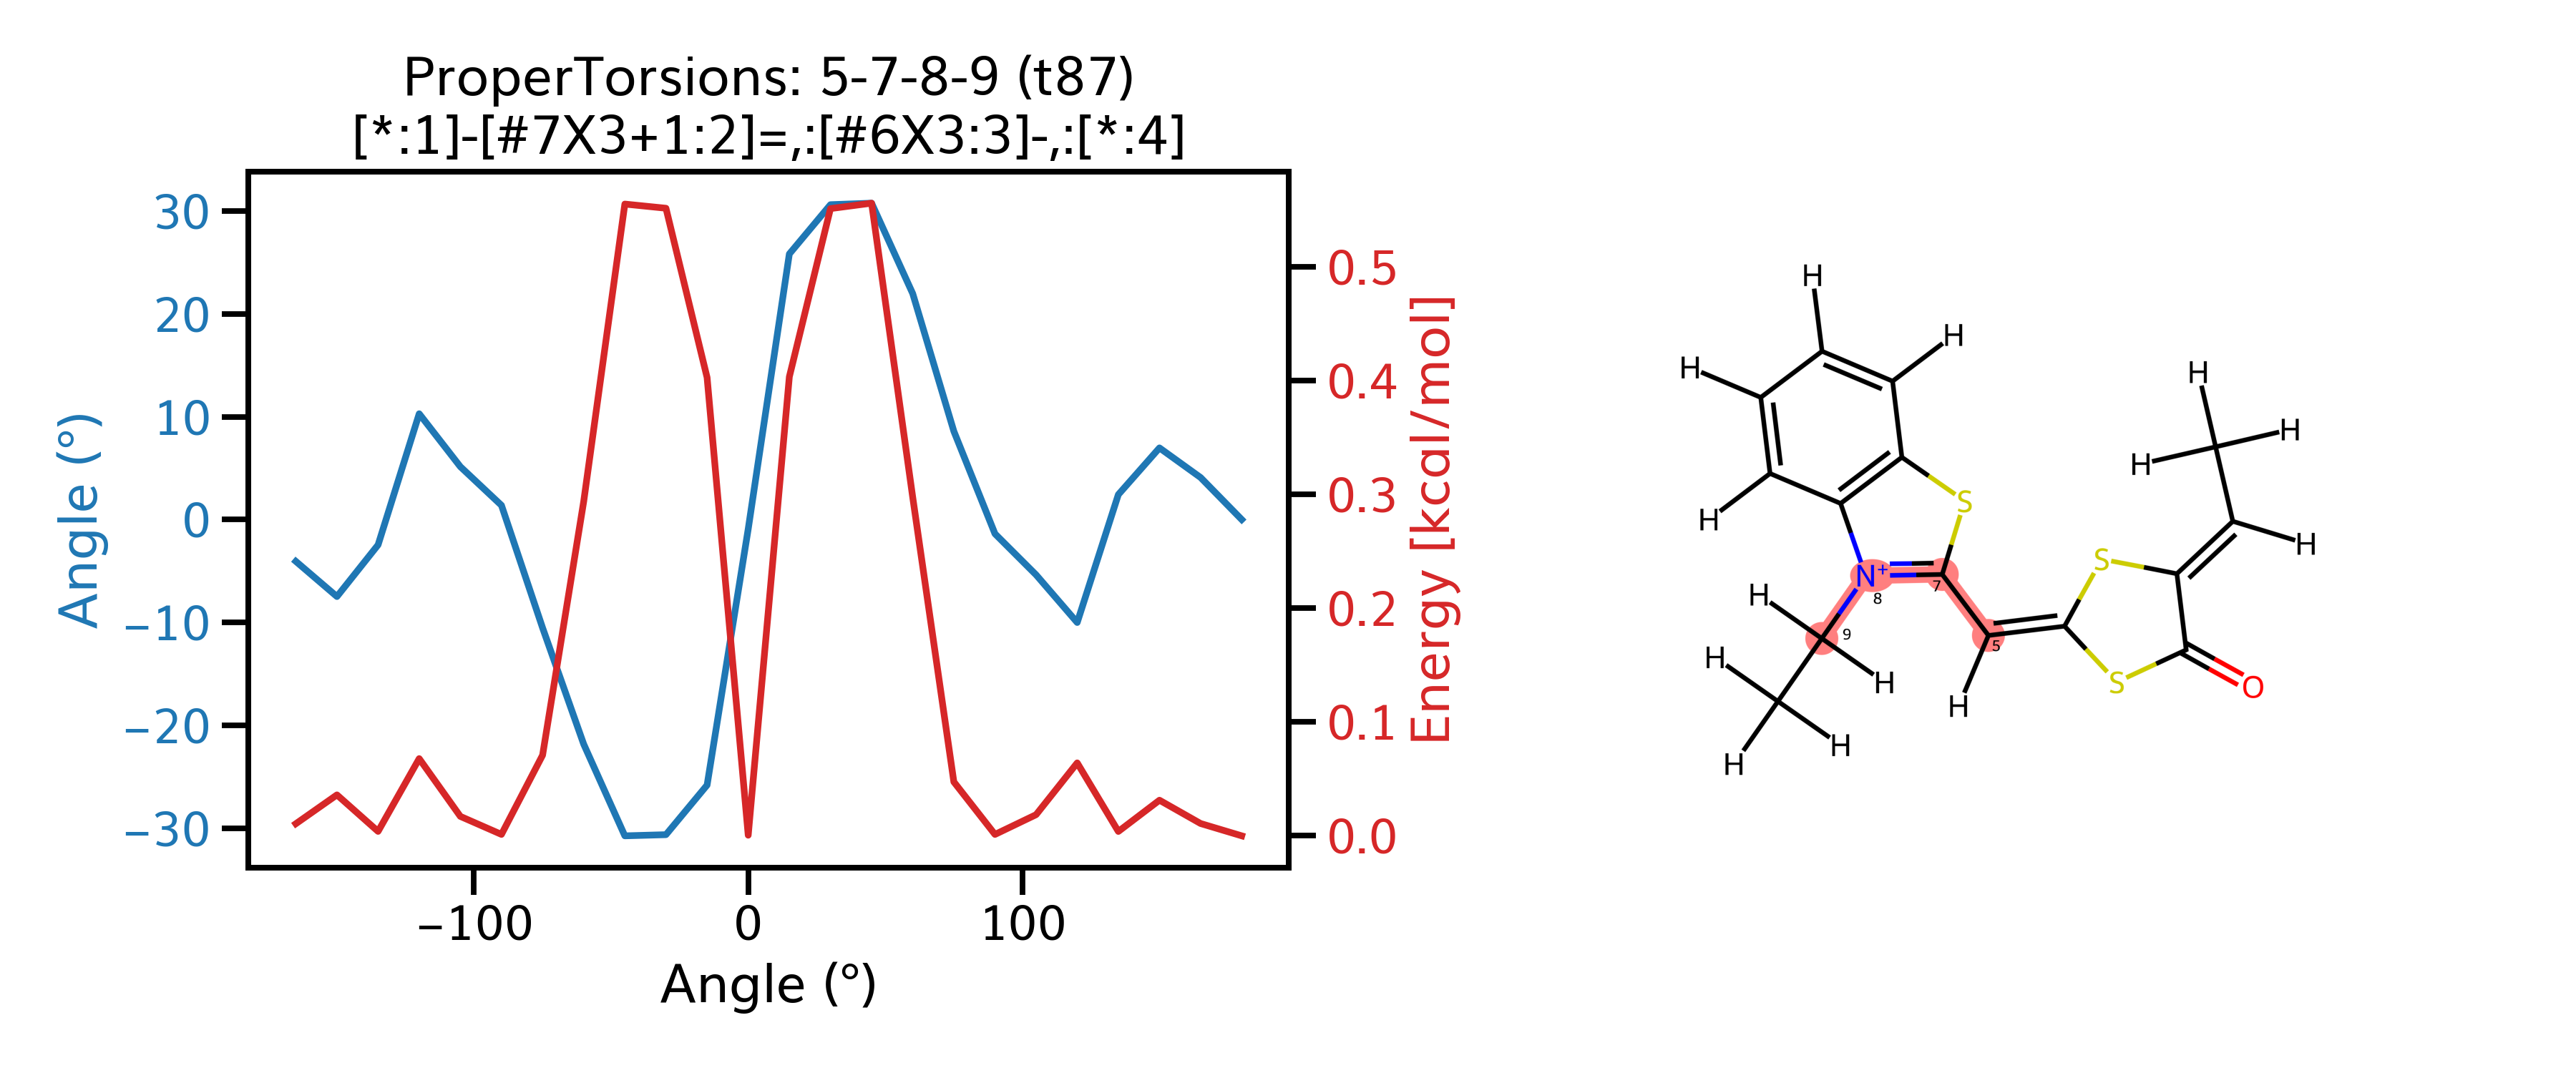 ProperTorsions: 5-7-8-9 (t87)
[*:1]-[#7X3+1:2]=,:[#6X3:3]-,:[*:4]
30
20
10
0
−10
−20
−30
Angle (°)
0.5
0.4
0.3
0.2
0.1
0.0
Energy [kcal/mol]
−100
0
100
Angle (°)
H
H
H
H
H
H
H
S
H
H
S
N+
7
8
H
9
5
H
H
S
O
H
H
H